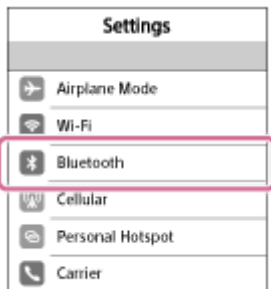 Settings
Airplane Mode
Wi-Fi
Bluetooth
Cellular
Personal Hotspot
Carrier